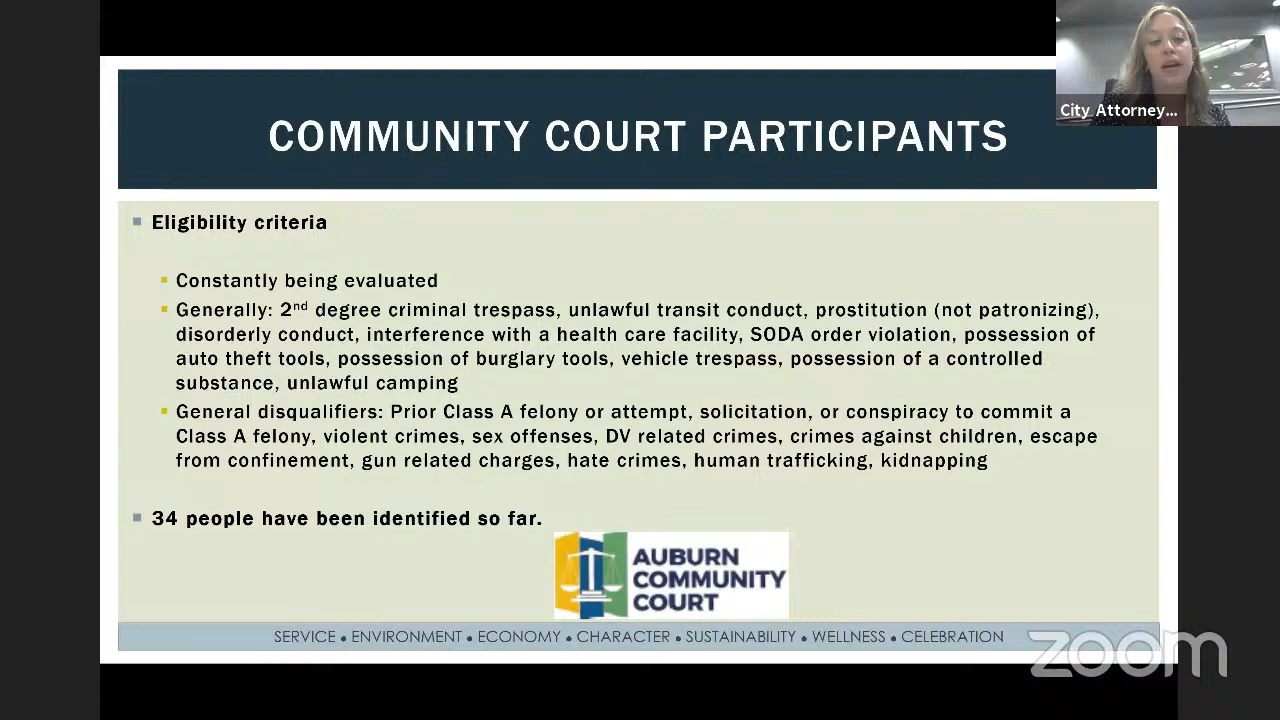 City Attorney...
COMMUNITY COURT PARTICIPANTS
Eligibility criteria
Constantly being evaluated
Generally: 2nd degree criminal trespass, unlawful transit conduct, prostitution (not patronizing),
disorderly conduct, interference with a health care facility, SODA order violation, possession of
auto theft tools, possession of burglary tools, vehicle trespass, possession of a controlled
substance, unlawful camping
General disqualifiers: Prior Class A felony or attempt, solicitation, or conspiracy to commit a
Class A felony, violent crimes, sex offenses, DV related crimes, crimes against children, escape
from confinement, gun related charges, hate crimes, human trafficking, kidnapping
34 people have been identified so far.
AUBURN
COMMUNITY
COURT
SERVICE • ENVIRONMENT • ECONOMY • CHARACTER • SUSTAINABILITY • WELLNESS • CELEBRATION
zoom